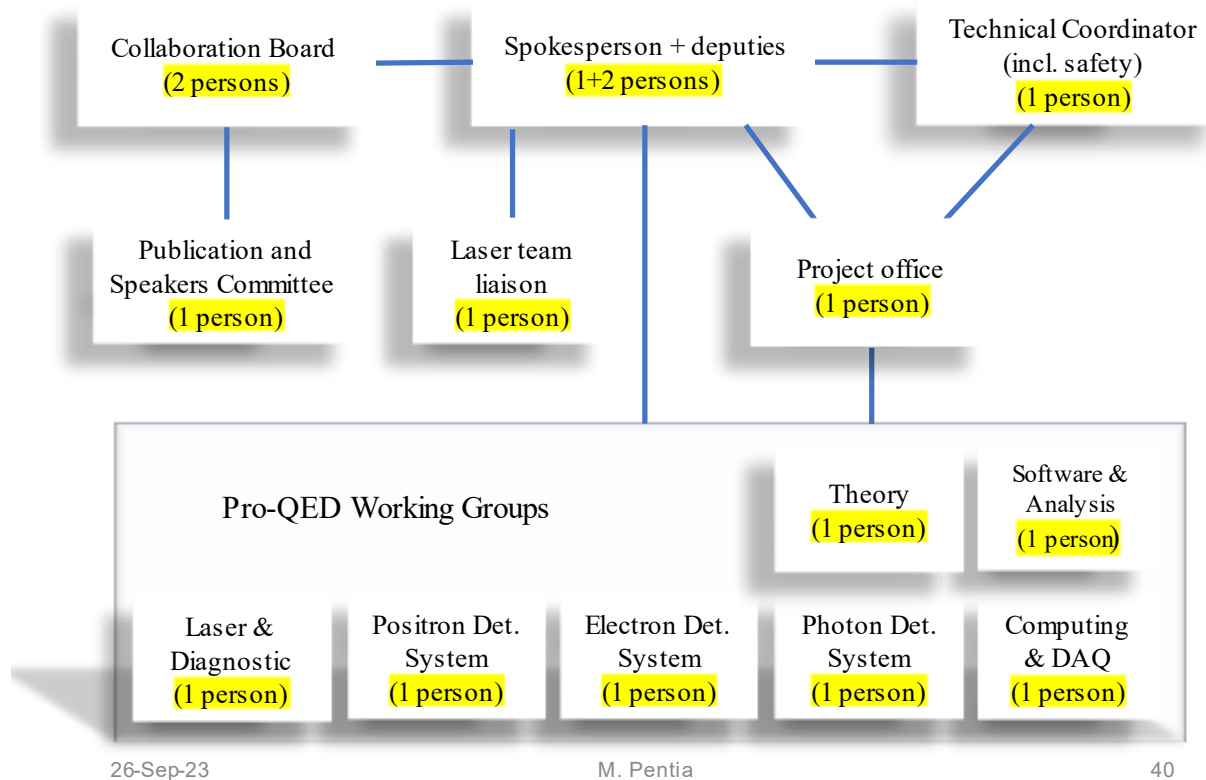 Collaboration Board
(2 persons)
Spokesperson + deputies
(1+2 persons)
Technical Coordinator
(incl. safety)
(1 person)
Publication and
Speakers Committee
(1 person)
Laser team
liaison
(1 person)
Project office
(1 person)
Pro-QED Working Groups
Theory
(1 person)
Software &
Analysis
(1 person)
Laser &
Diagnostic
(1 person)
Positron Det.
System
(1 person)
Electron Det.
System
(1 person)
Photon Det.
System
(1 person)
Computing
& DAQ
(1 person)
26-Sep-23
M. Pentia
40